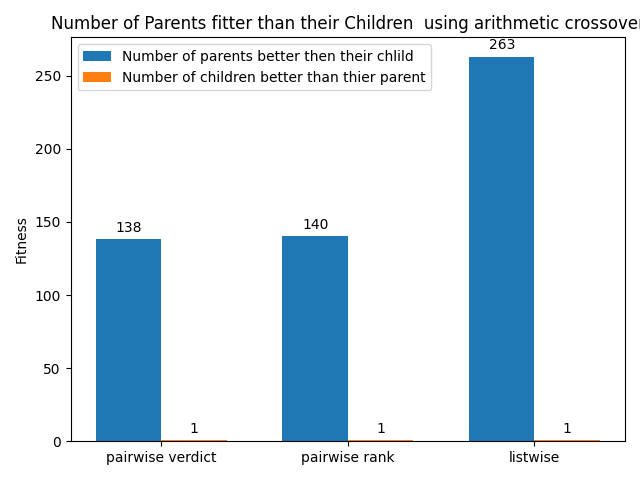 Number of Parents fitter than their Children  using arithmetic crossover
Number of parents better then their chlild
Number of children better than thier parent
263
250
200
150
100
50
0
Fitness
138
1
140
1
1
pairwise verdict
pairwise rank
listwise